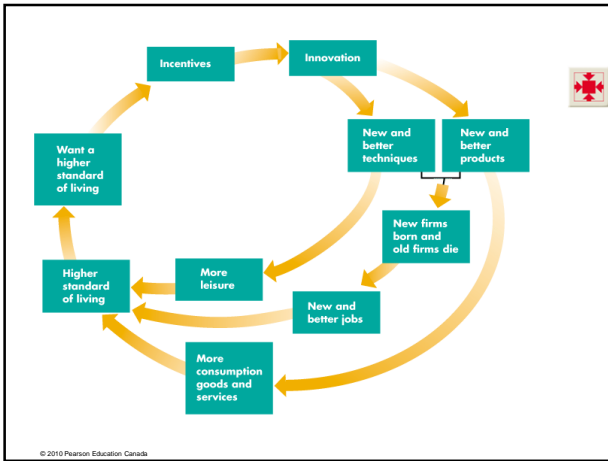 Incentives
Innovation
Want a
higher
standard
of living
New and
better
techniques
New and
better
products
New firms
born and
old firms die
Higher
standard
of living
More
leisure
New and
better jobs
More
consumption
goods and
services
© 2010 Pearson Education Canada